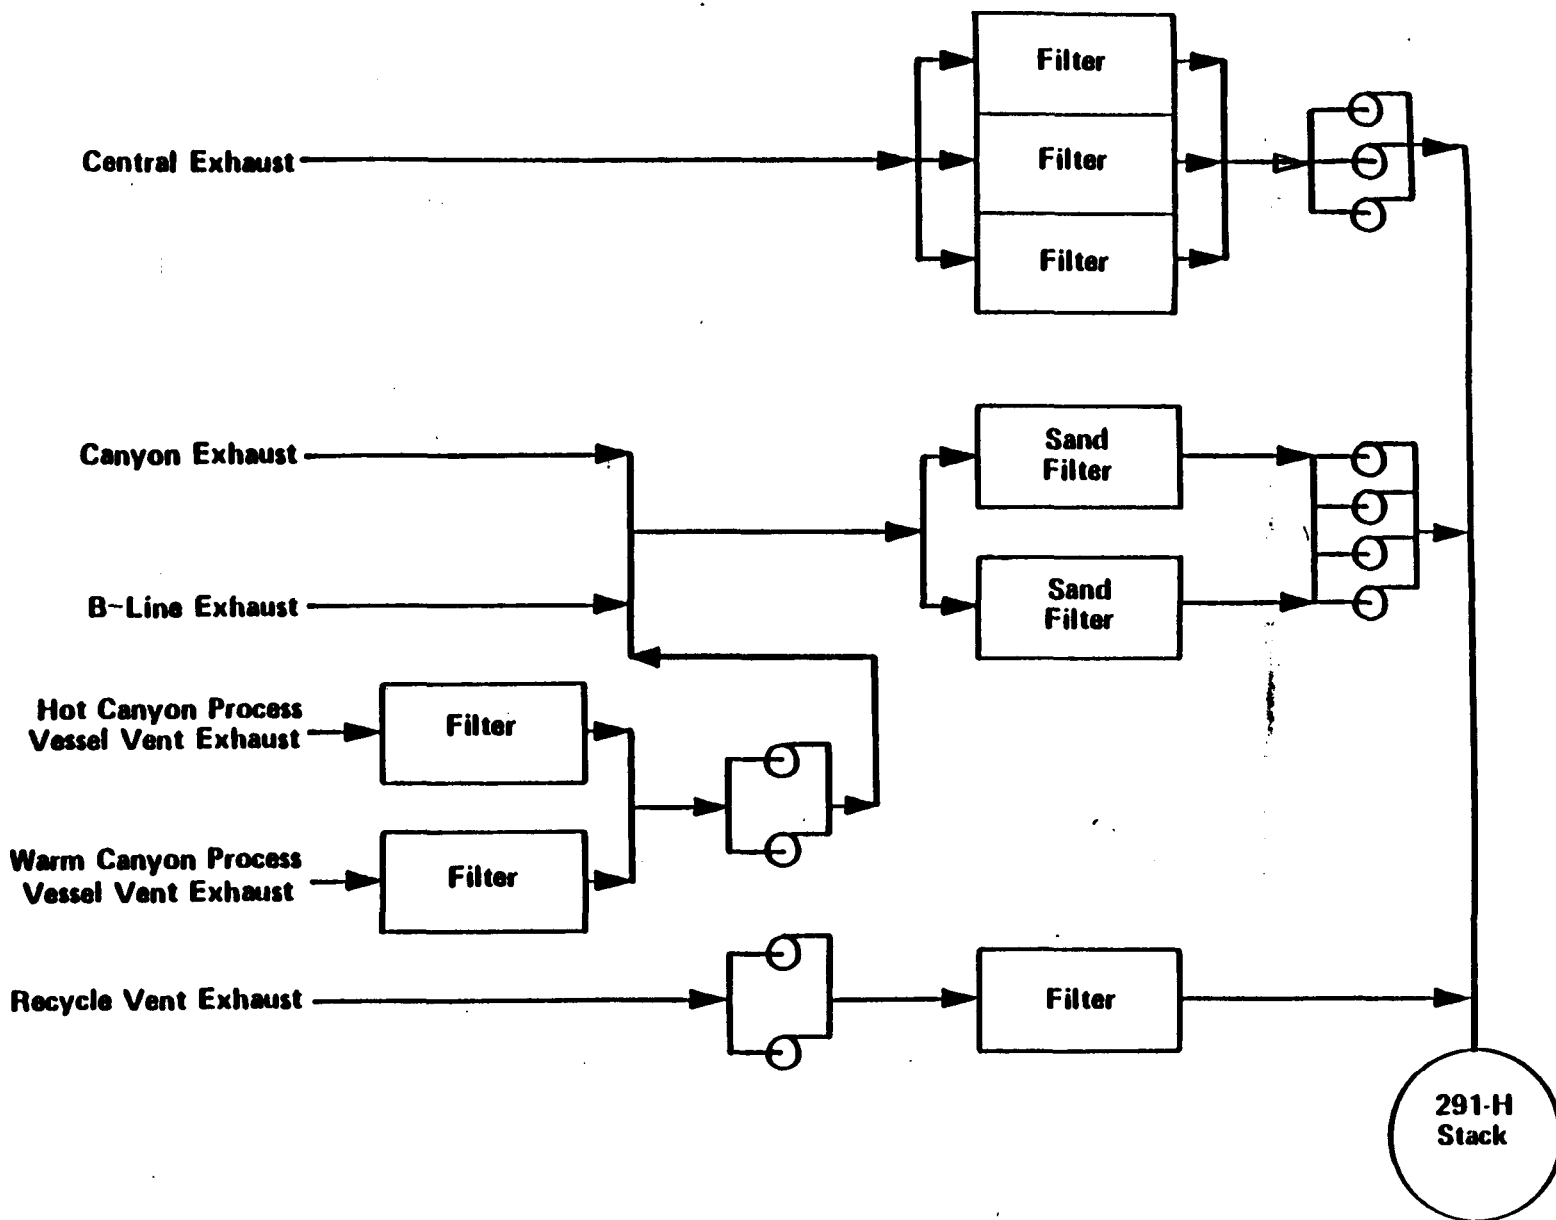 Filter
Central Exhaust
Filter
Filter
Canyon Exhaust
Sand
Filter
B-Line Exhaust
Sand
Filter
Hot Canyon Process
Vessel Vent Exhaust
Filter
Warm Canyon Process
Vessel Vent Exhaust
Filter
Recycle Vent Exhaust
Filter
291-H
Stack